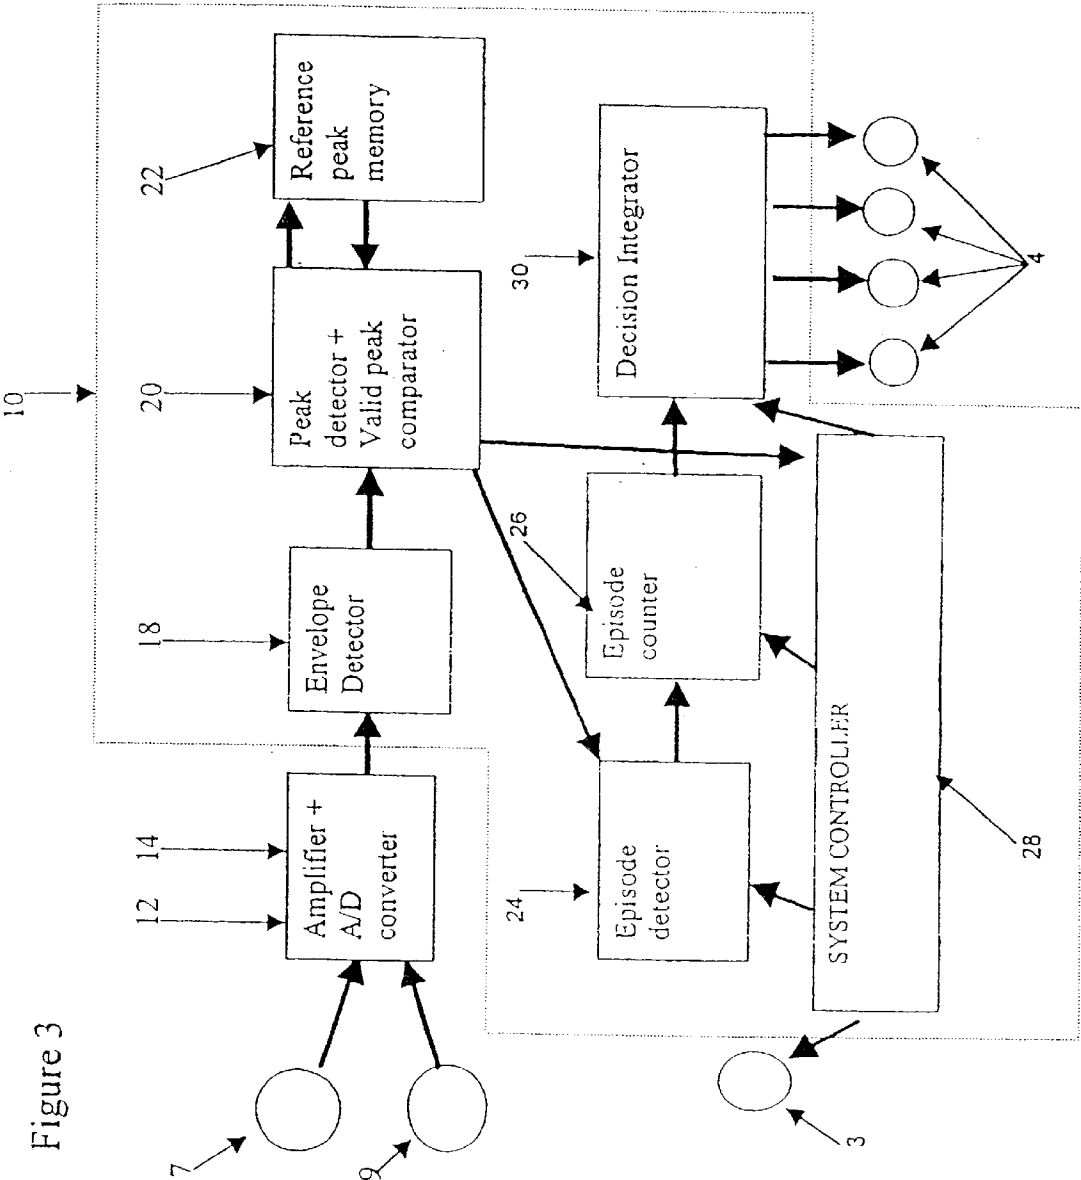 Figure 3
7
9
12
14
Amplifier +
A/D
converter
18
Envelope
Detector
10
20
Peak
detector +
Valid peak
comparator
22
Reference
peak
memory
24
Episode
detector
26
Episode
counter
30
Decision Integrator
SYSTEM CONTROLLER
28
3
4